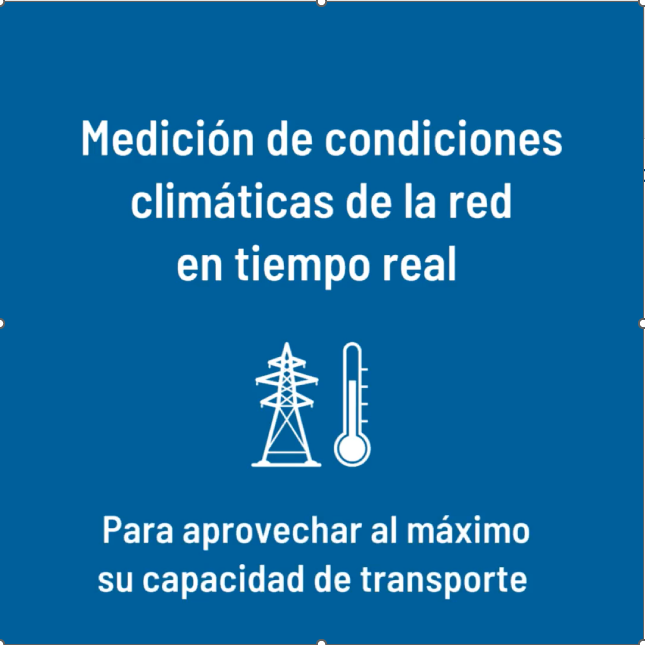 Medición de condiciones
climáticas de la red
en tiempo real
Para aprovechar al máximo
su capacidad de transporte